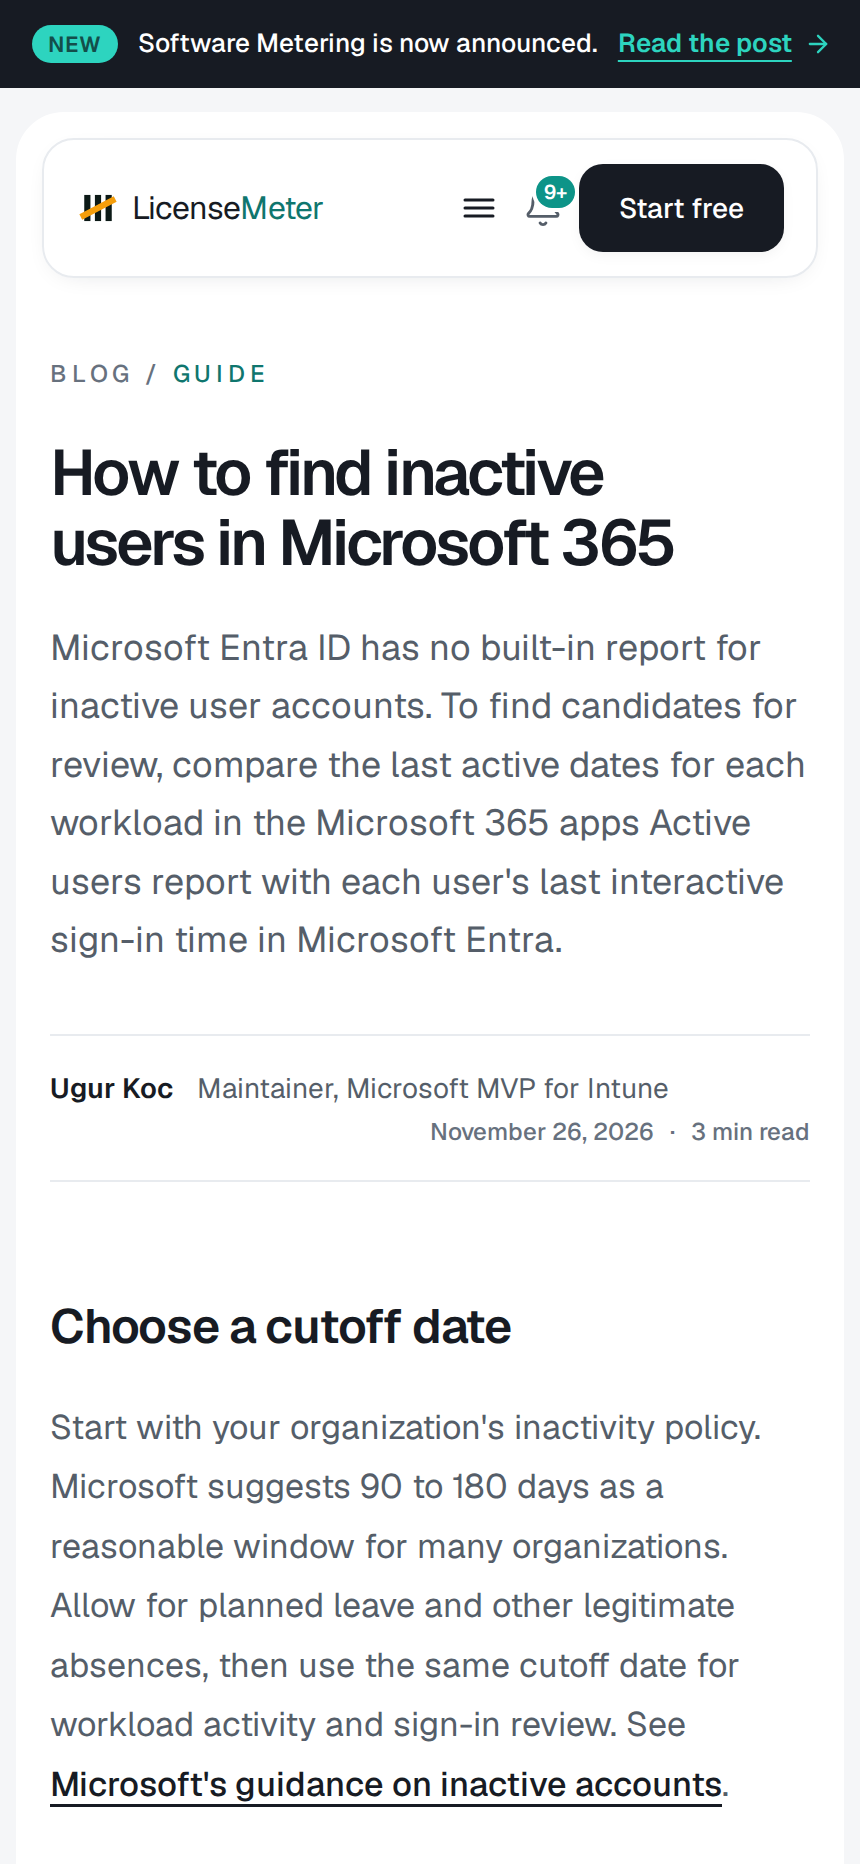 NEW Software Metering is now announced. Read the post →
LicenseMeter 9+ Start free
BLOG / GUIDE
How to find inactive
users in Microsoft 365
Microsoft Entra ID has no built-in report for
inactive user accounts. To find candidates for
review, compare the last active dates for each
workload in the Microsoft 365 apps Active
users report with each user's last interactive
sign-in time in Microsoft Entra.
Ugur Koc Maintainer, Microsoft MVP for Intune
November 26, 2026 · 3 min read
Choose a cutoff date
Start with your organization's inactivity policy.
Microsoft suggests 90 to 180 days as a
reasonable window for many organizations.
Allow for planned leave and other legitimate
absences, then use the same cutoff date for
workload activity and sign-in review. See
Microsoft's guidance on inactive accounts.